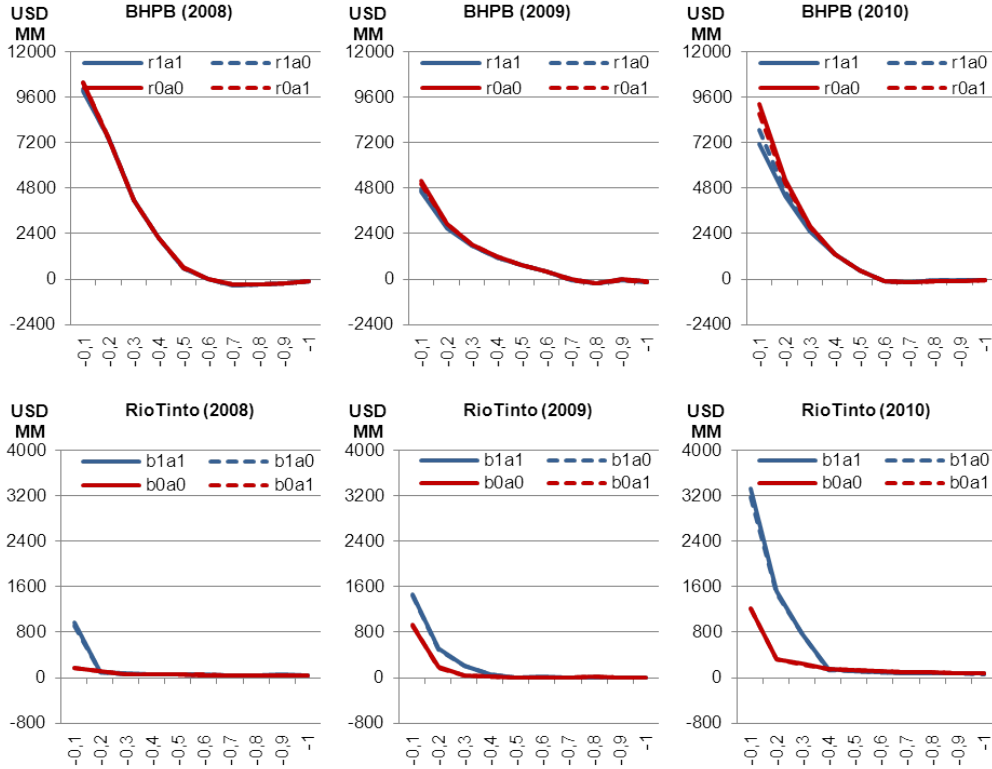 USD
MM
BHPB (2008)
12000
9600
7200
4800
2400
0
-2400
r1a1
r1a0
r0a0
r0a1
-0,1
-0,2
-0,3
-0,4
-0,5
-0,6
-0,7
-0,8
-0,9
-1
USD
MM
BHPB (2009)
12000
9600
7200
4800
2400
0
-2400
r1a1
r1a0
r0a0
r0a1
-0,1
-0,2
-0,3
-0,4
-0,5
-0,6
-0,7
-0,8
-0,9
-1
USD
MM
BHPB (2010)
12000
9600
7200
4800
2400
0
-2400
r1a1
r1a0
r0a0
r0a1
-0,1
-0,2
-0,3
-0,4
-0,5
-0,6
-0,7
-0,8
-0,9
-1
USD
MM
RioTinto (2008)
4000
3200
2400
1600
800
0
-800
b1a1
b1a0
b0a0
b0a1
-0,1
-0,2
-0,3
-0,4
-0,5
-0,6
-0,7
-0,8
-0,9
-1
USD
MM
RioTinto (2009)
4000
3200
2400
1600
800
0
-800
b1a1
b1a0
b0a0
b0a1
-0,1
-0,2
-0,3
-0,4
-0,5
-0,6
-0,7
-0,8
-0,9
-1
USD
MM
RioTinto (2010)
4000
3200
2400
1600
800
0
-800
b1a1
b1a0
b0a0
b0a1
-0,1
-0,2
-0,3
-0,4
-0,5
-0,6
-0,7
-0,8
-0,9
-1